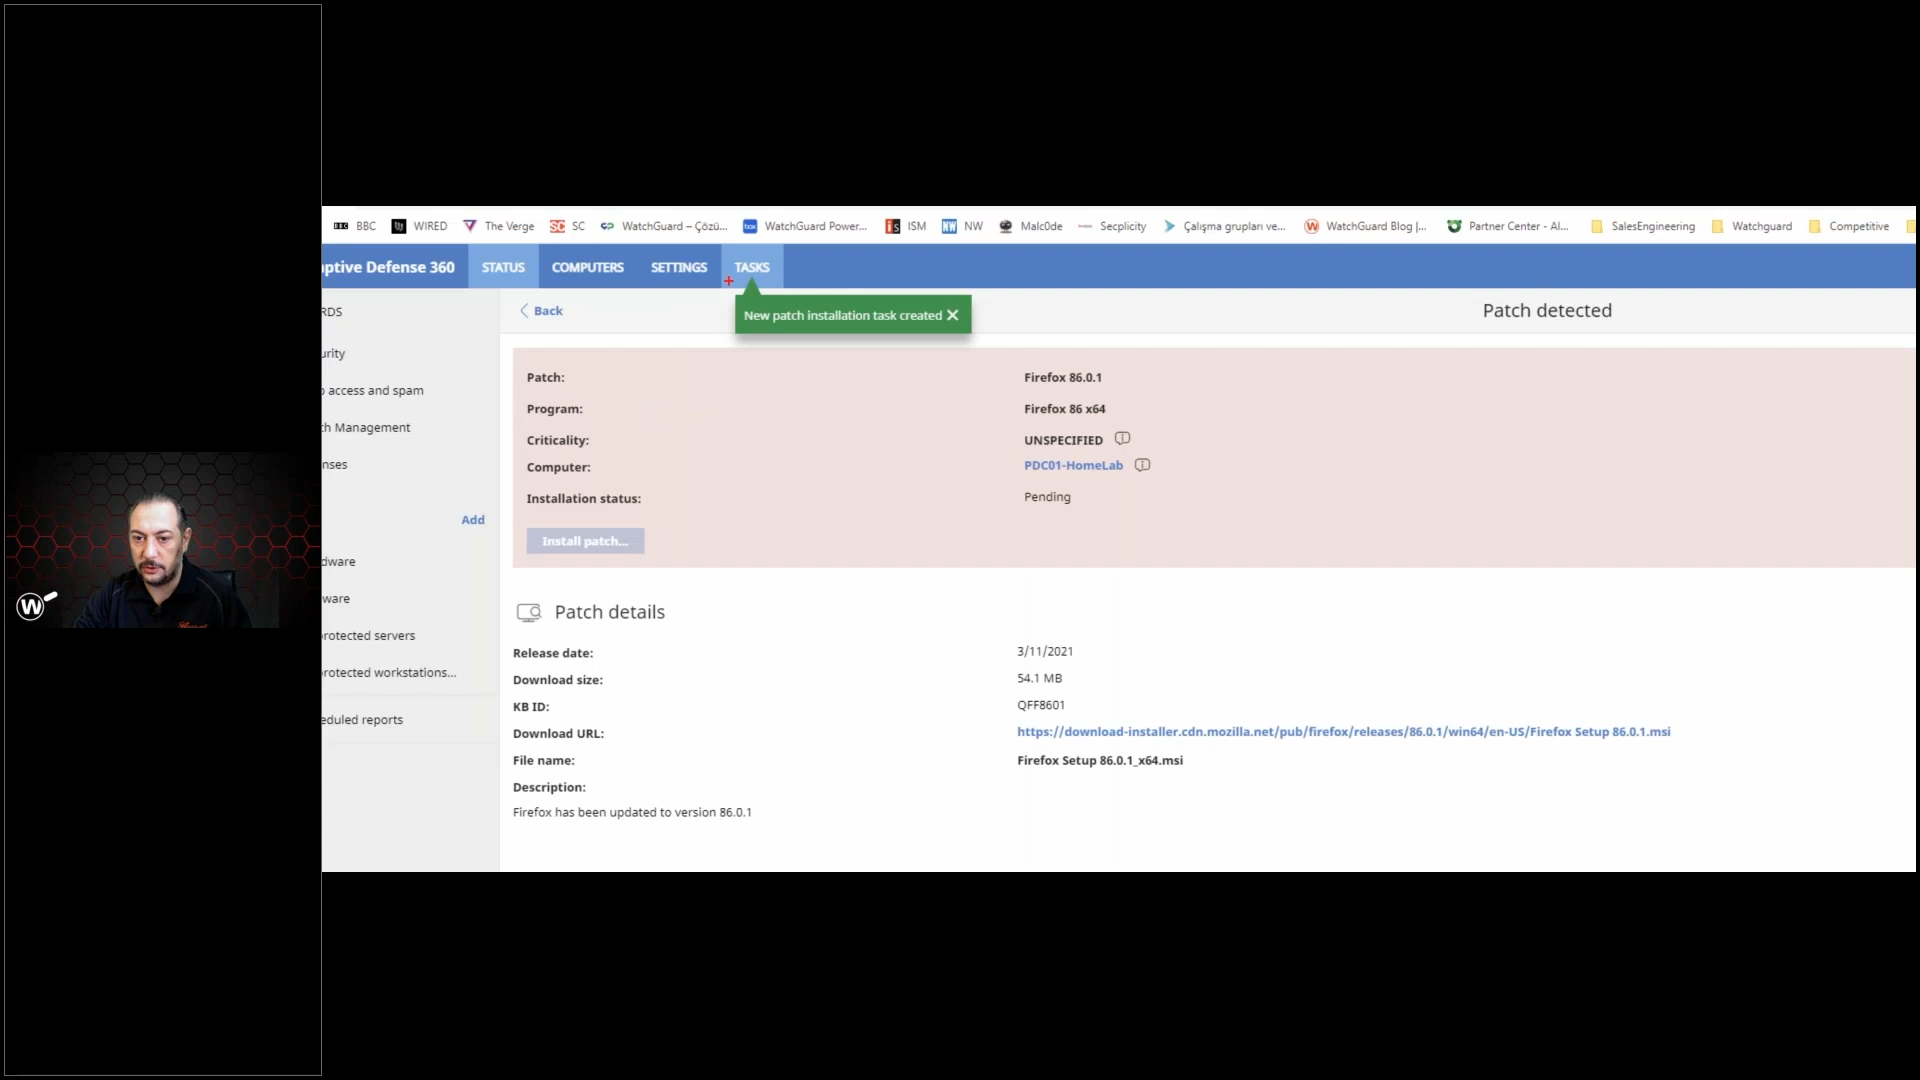 BBC WIRED The Verge SC SC WatchGuard – Çözü... box WatchGuard Power... is ISM NW NW Malc0de Secplicity Çalışma grupları ve... W WatchGuard Blog |... Partner Center - Al... SalesEngineering Watchguard Competitive
ptive Defense 360 STATUS COMPUTERS SETTINGS TASKS
New patch installation task created
RDS
urity
access and spam
h Management
nses
Add
dware
ware
rotected servers
rotected workstations...
eduled reports
Back
Patch detected
Patch: Firefox 86.0.1
Program: Firefox 86 x64
Criticality: UNSPECIFIED
Computer: PDC01-HomeLab
Installation status: Pending
Install patch...
Patch details
Release date: 3/11/2021
Download size: 54.1 MB
KB ID: QFF8601
Download URL: https://download-installer.cdn.mozilla.net/pub/firefox/releases/86.0.1/win64/en-US/Firefox Setup 86.0.1.msi
File name: Firefox Setup 86.0.1_x64.msi
Description:
Firefox has been updated to version 86.0.1
W